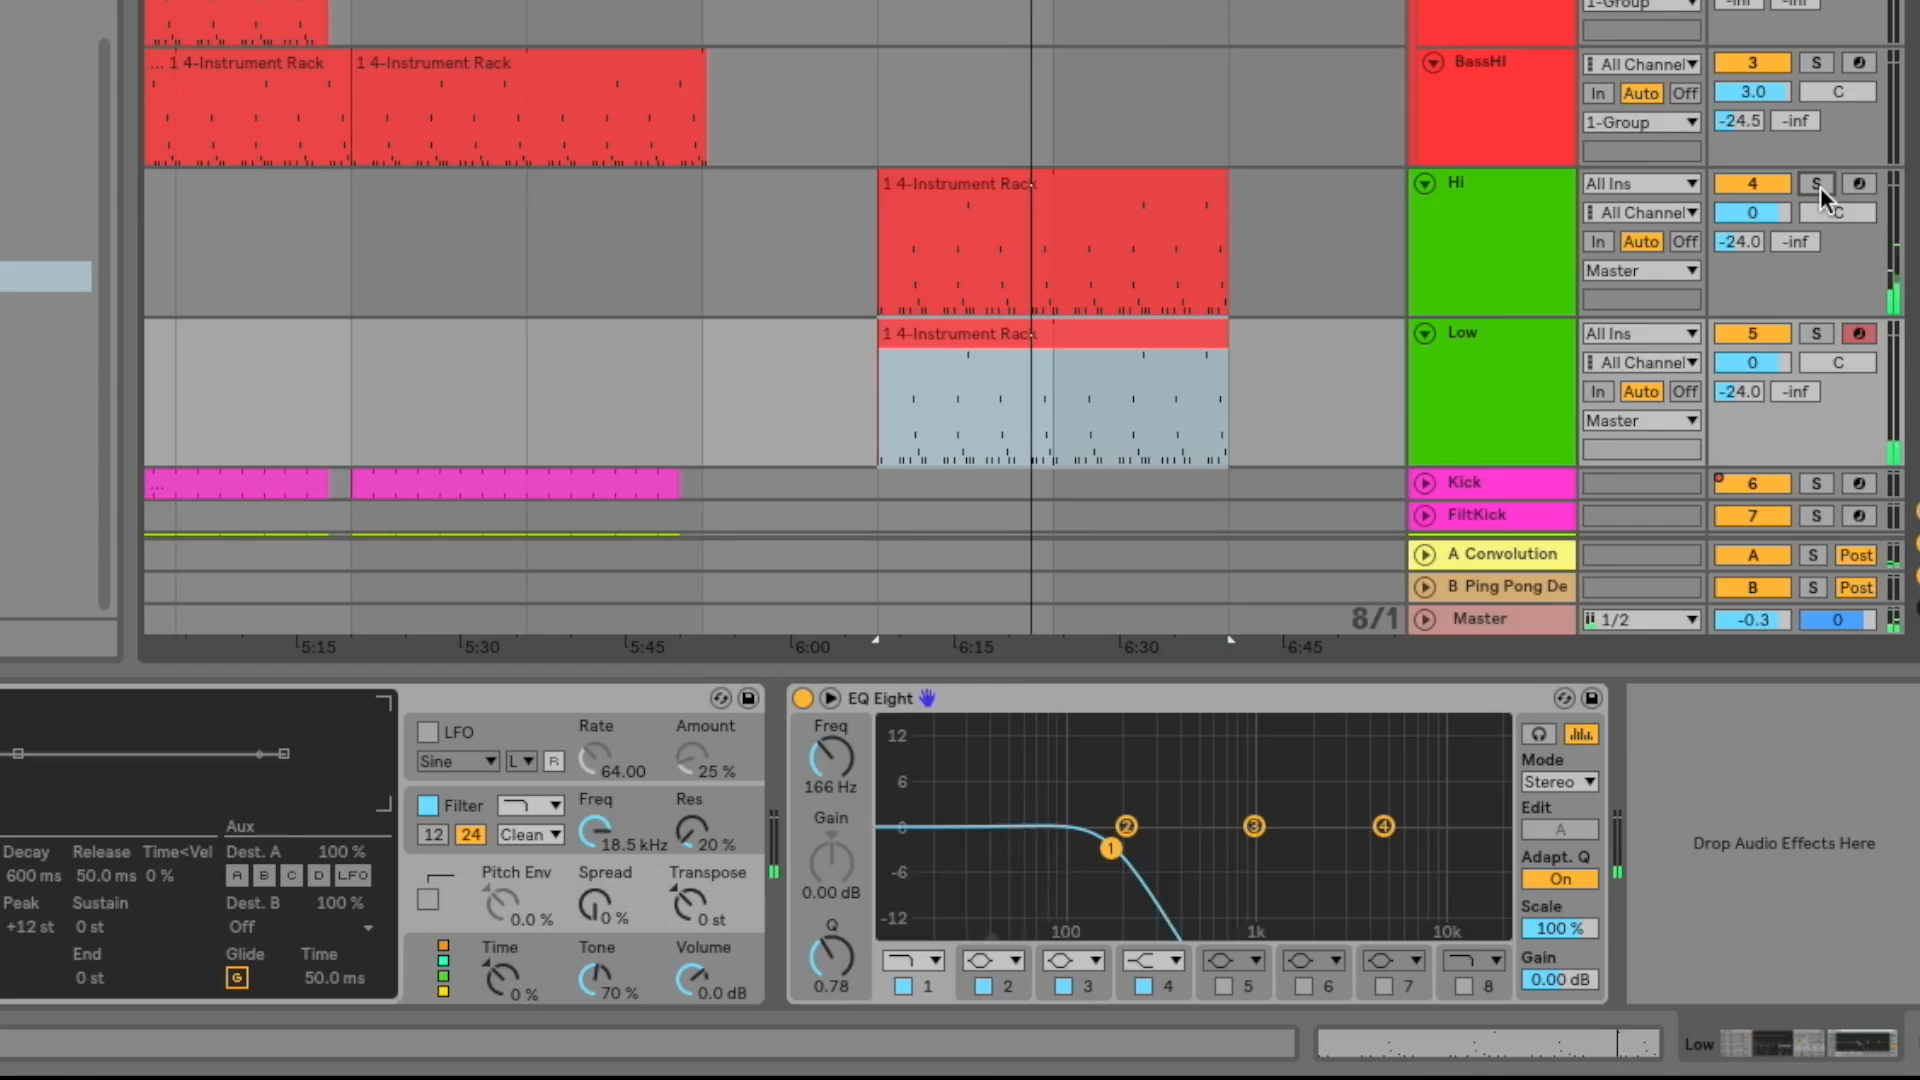 1-Group
-inf -inf
... 1 4-Instrument Rack 1 4-Instrument Rack BassHI All Channel 3 S
In Auto Off 3.0 C
1-Group -24.5 -inf
1 4-Instrument Rack Hi All Ins 4 S
All Channel 0 C
In Auto Off -24.0 -inf
Master
1 4-Instrument Rack Low All Ins 5 S
All Channel 0 C
In Auto Off -24.0 -inf
Master
... Kick 6 S
FiltKick 7 S
A Convolution A S Post
B Ping Pong De B S Post
8/1 Master 1/2 -0.3 0
5:15 5:30 5:45 6:00 6:15 6:30 6:45
Aux
Decay Release Time<Vel Dest. A 100 %
600 ms 50.0 ms 0 % A B C D LFO
Peak Sustain Dest. B 100 %
+12 st 0 st Off
End Glide Time
0 st G 50.0 ms
LFO Rate Amount
Sine L R 64.00 25 %
Filter Freq Res
12 24 Clean 18.5 kHz 20 %
Pitch Env Spread Transpose
0.0 % 0 % 0 st
Time Tone Volume
0 % 70 % 0.0 dB
EQ Eight
Freq
166 Hz
Gain
0.00 dB
Q
0.78
12
6
0
-6
-12
1 2 3 4
100 1k 10k
1 2 3 4 5 6 7 8
Mode
Stereo
Edit
A
Adapt. Q
On
Scale
100 %
Gain
0.00 dB
Drop Audio Effects Here
Low